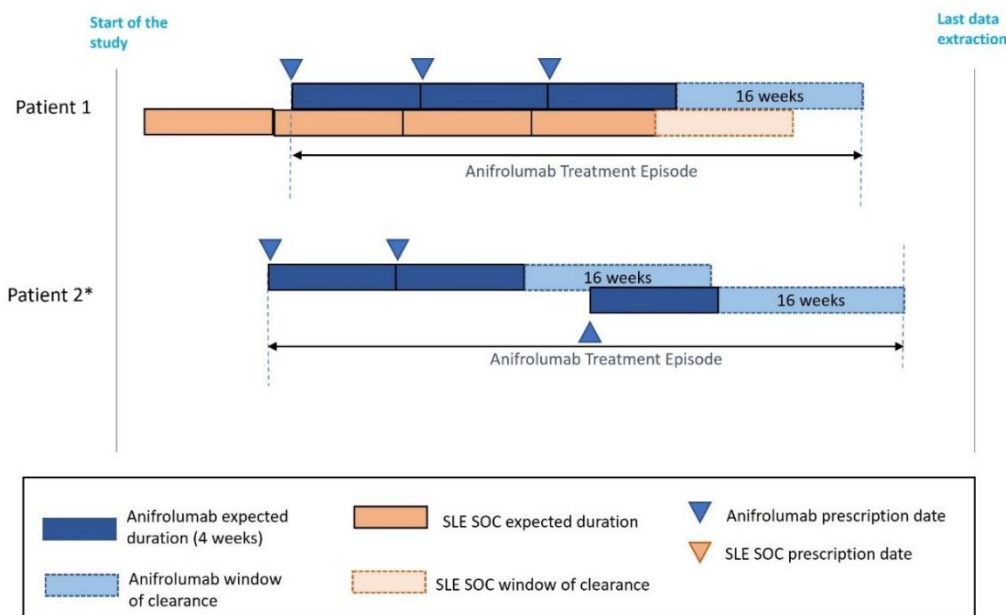 Start of the
study
Last data
extraction
Patient 1
16 weeks
Anifrolumab Treatment Episode
Patient 2*
16 weeks
16 weeks
Anifrolumab Treatment Episode
Anifrolumab expected
duration (4 weeks)
SLE SOC expected duration
Anifrolumab prescription date
SLE SOC prescription date
Anifrolumab window
of clearance
SLE SOC window of clearance